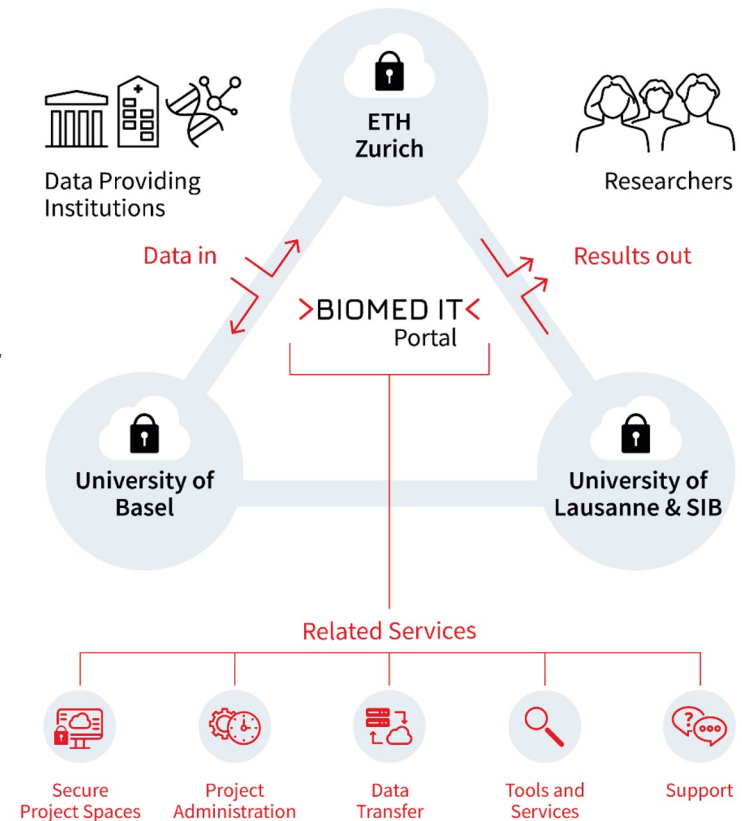 ETH
Zurich
Data Providing
Institutions
Researchers
Data in
Results out
>BIOMED IT<
Portal
University of
Basel
University of
Lausanne & SIB
Related Services
?
Secure
Project Spaces
Project
Administration
Data
Transfer
Tools and
Services
Support